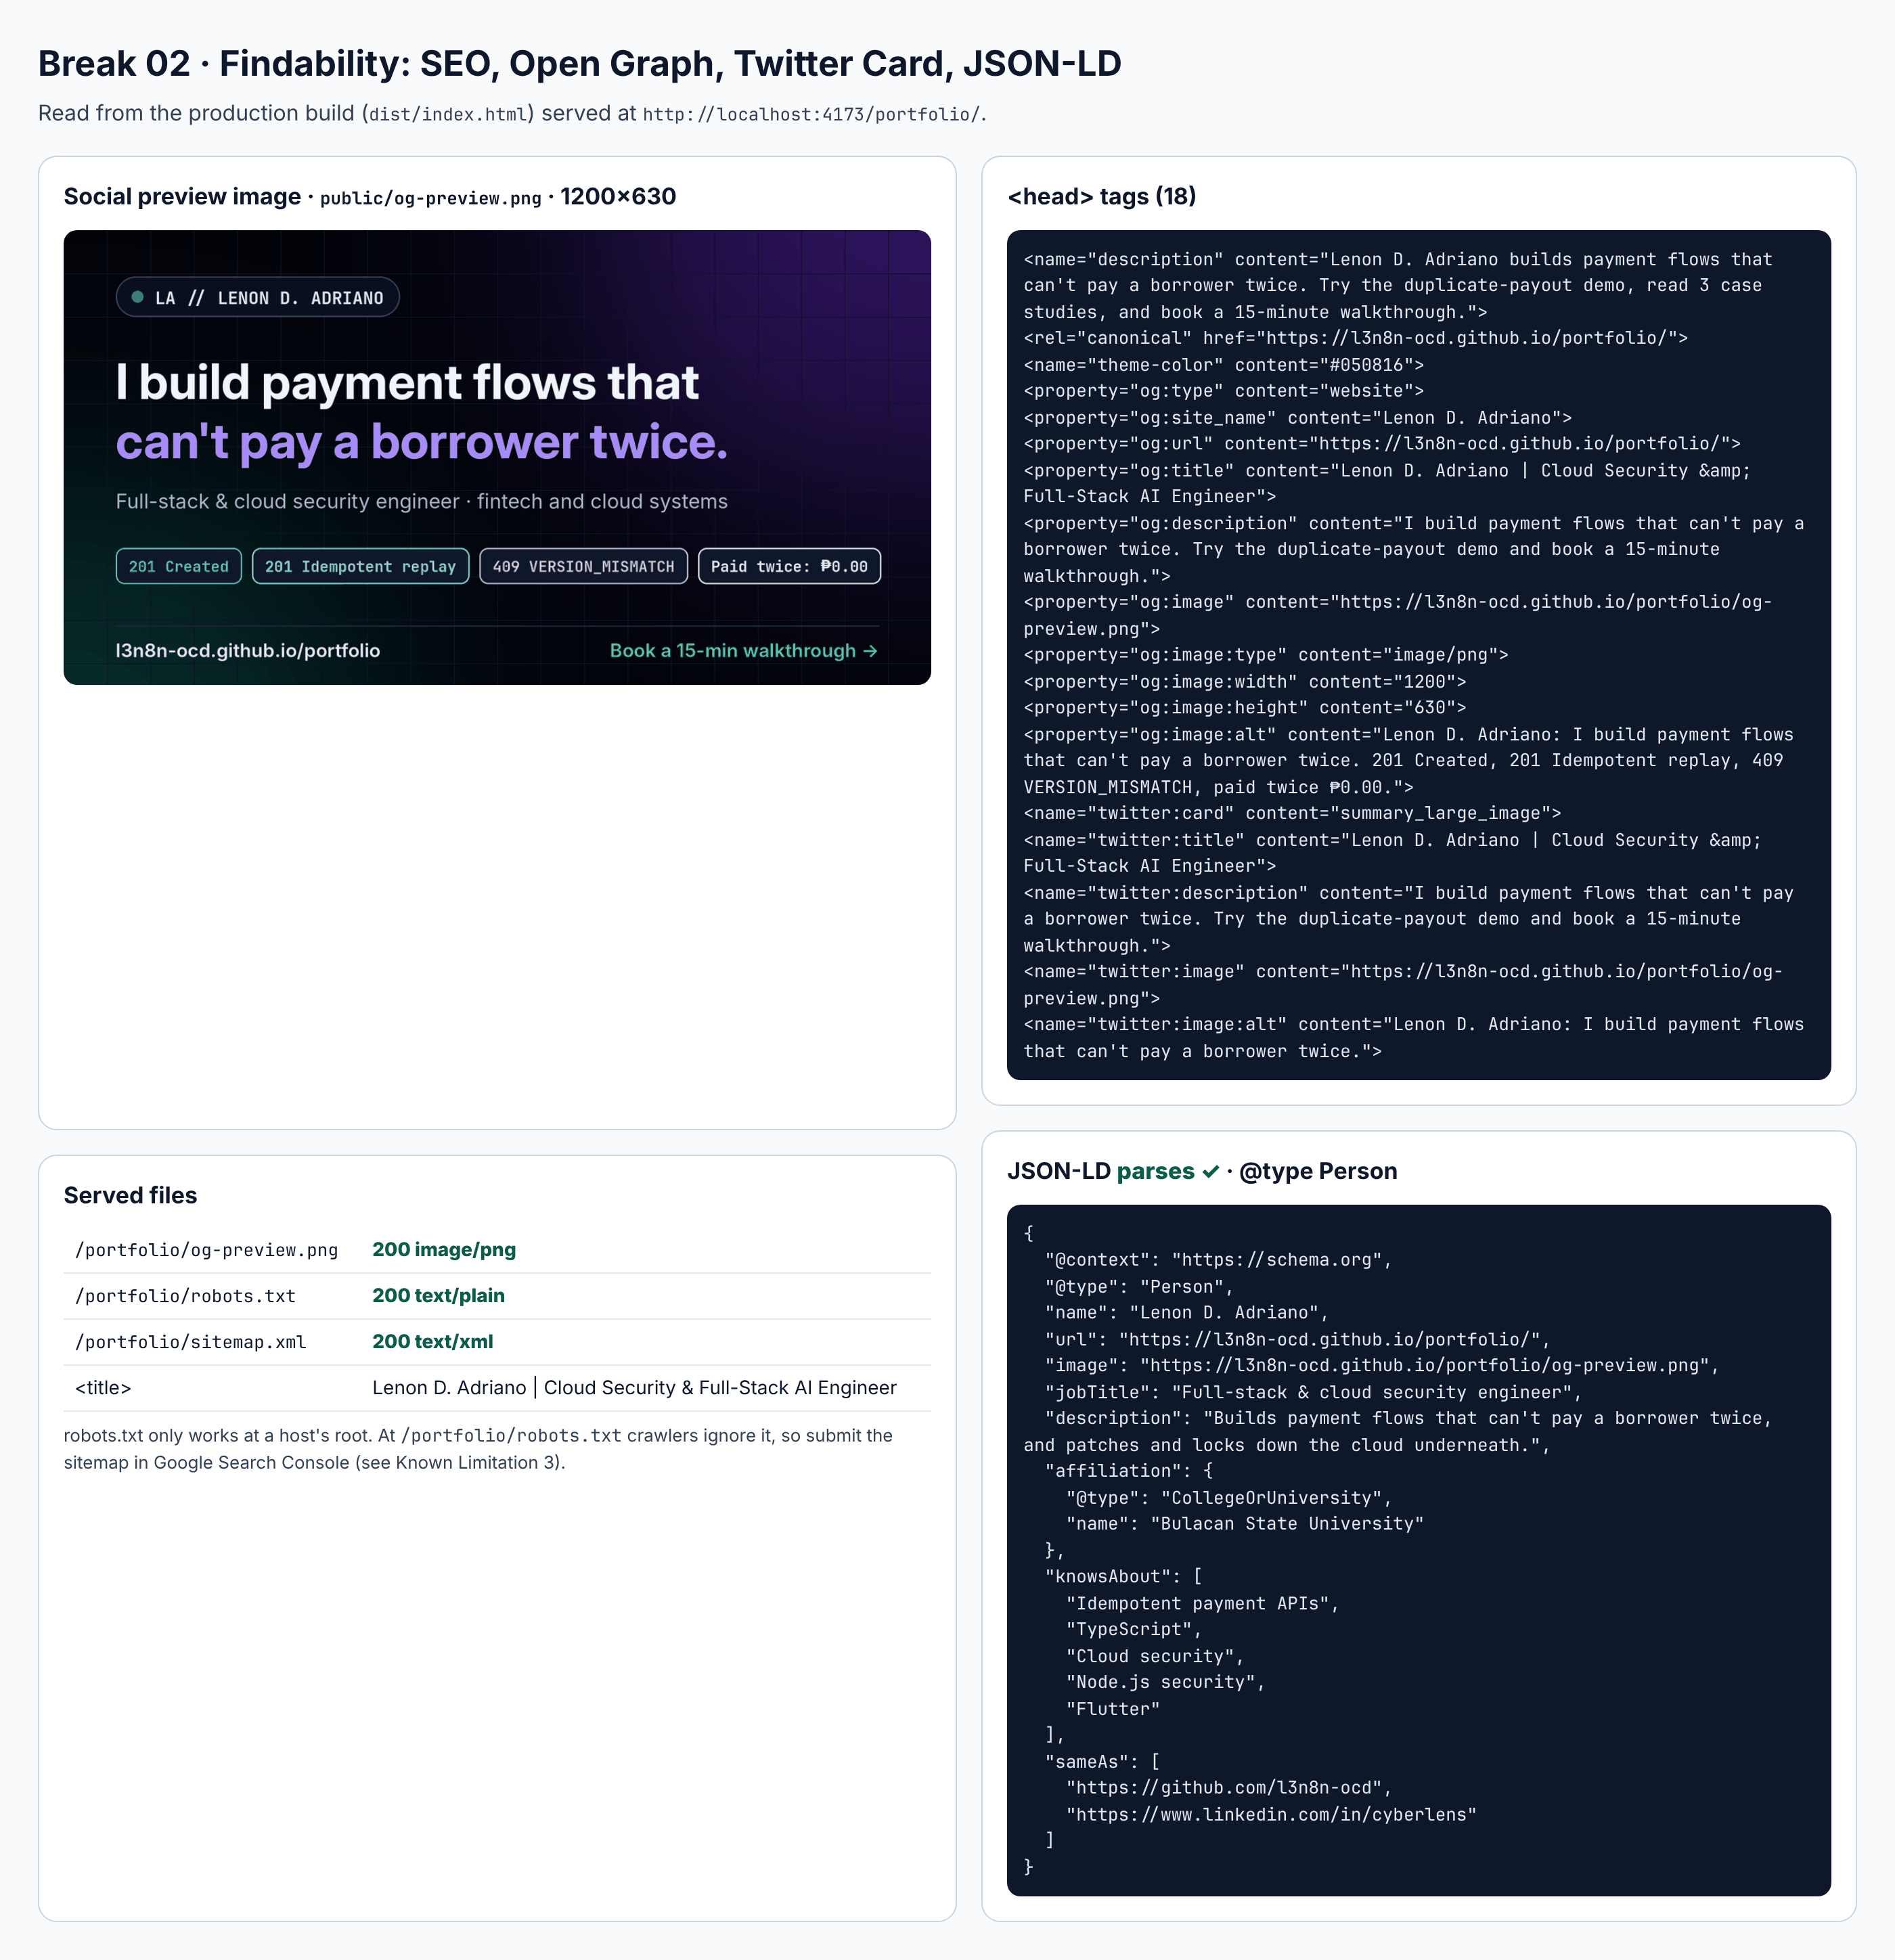 Break 02 · Findability: SEO, Open Graph, Twitter Card, JSON-LD
Read from the production build (dist/index.html) served at http://localhost:4173/portfolio/.
Social preview image · public/og-preview.png · 1200×630
LA // LENON D. ADRIANO
I build payment flows that
can't pay a borrower twice.
Full-stack & cloud security engineer · fintech and cloud systems
201 Created
201 Idempotent replay
409 VERSION_MISMATCH
Paid twice: ₱0.00
l3n8n-ocd.github.io/portfolio
Book a 15-min walkthrough →
Served files
/portfolio/og-preview.png 200 image/png
/portfolio/robots.txt 200 text/plain
/portfolio/sitemap.xml 200 text/xml
<title> Lenon D. Adriano | Cloud Security & Full-Stack AI Engineer
robots.txt only works at a host's root. At /portfolio/robots.txt crawlers ignore it, so submit the
sitemap in Google Search Console (see Known Limitation 3).
<head> tags (18)
<name="description" content="Lenon D. Adriano builds payment flows that
can't pay a borrower twice. Try the duplicate-payout demo, read 3 case
studies, and book a 15-minute walkthrough.">
<rel="canonical" href="https://l3n8n-ocd.github.io/portfolio/">
<name="theme-color" content="#050816">
<property="og:type" content="website">
<property="og:site_name" content="Lenon D. Adriano">
<property="og:url" content="https://l3n8n-ocd.github.io/portfolio/">
<property="og:title" content="Lenon D. Adriano | Cloud Security &amp;
Full-Stack AI Engineer">
<property="og:description" content="I build payment flows that can't pay a
borrower twice. Try the duplicate-payout demo and book a 15-minute
walkthrough.">
<property="og:image" content="https://l3n8n-ocd.github.io/portfolio/og-
preview.png">
<property="og:image:type" content="image/png">
<property="og:image:width" content="1200">
<property="og:image:height" content="630">
<property="og:image:alt" content="Lenon D. Adriano: I build payment flows
that can't pay a borrower twice. 201 Created, 201 Idempotent replay, 409
VERSION_MISMATCH, paid twice ₱0.00.">
<name="twitter:card" content="summary_large_image">
<name="twitter:title" content="Lenon D. Adriano | Cloud Security &amp;
Full-Stack AI Engineer">
<name="twitter:description" content="I build payment flows that can't pay
a borrower twice. Try the duplicate-payout demo and book a 15-minute
walkthrough.">
<name="twitter:image" content="https://l3n8n-ocd.github.io/portfolio/og-
preview.png">
<name="twitter:image:alt" content="Lenon D. Adriano: I build payment flows
that can't pay a borrower twice.">
JSON-LD parses ✓ · @type Person
{
  "@context": "https://schema.org",
  "@type": "Person",
  "name": "Lenon D. Adriano",
  "url": "https://l3n8n-ocd.github.io/portfolio/",
  "image": "https://l3n8n-ocd.github.io/portfolio/og-preview.png",
  "jobTitle": "Full-stack & cloud security engineer",
  "description": "Builds payment flows that can't pay a borrower twice,
and patches and locks down the cloud underneath.",
  "affiliation": {
    "@type": "CollegeOrUniversity",
    "name": "Bulacan State University"
  },
  "knowsAbout": [
    "Idempotent payment APIs",
    "TypeScript",
    "Cloud security",
    "Node.js security",
    "Flutter"
  ],
  "sameAs": [
    "https://github.com/l3n8n-ocd",
    "https://www.linkedin.com/in/cyberlens"
  ]
}